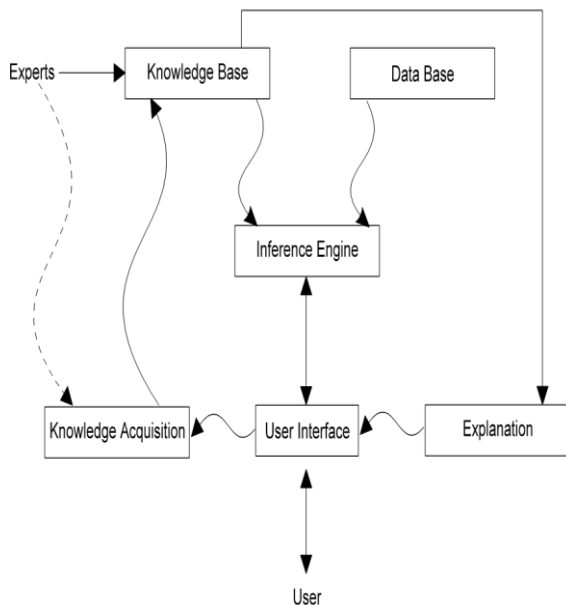 Experts
Knowledge Base
Data Base
Inference Engine
Knowledge Acquisition
User Interface
Explanation
User